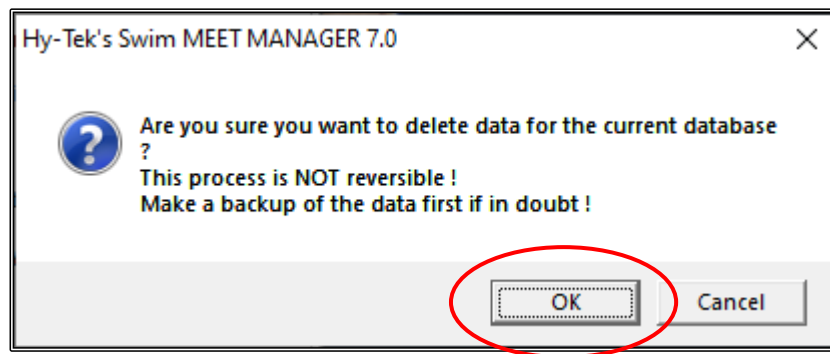 Hy-Tek's Swim MEET MANAGER 7.0
Are you sure you want to delete data for the current database
?
This process is NOT reversible !
Make a backup of the data first if in doubt !
OK Cancel